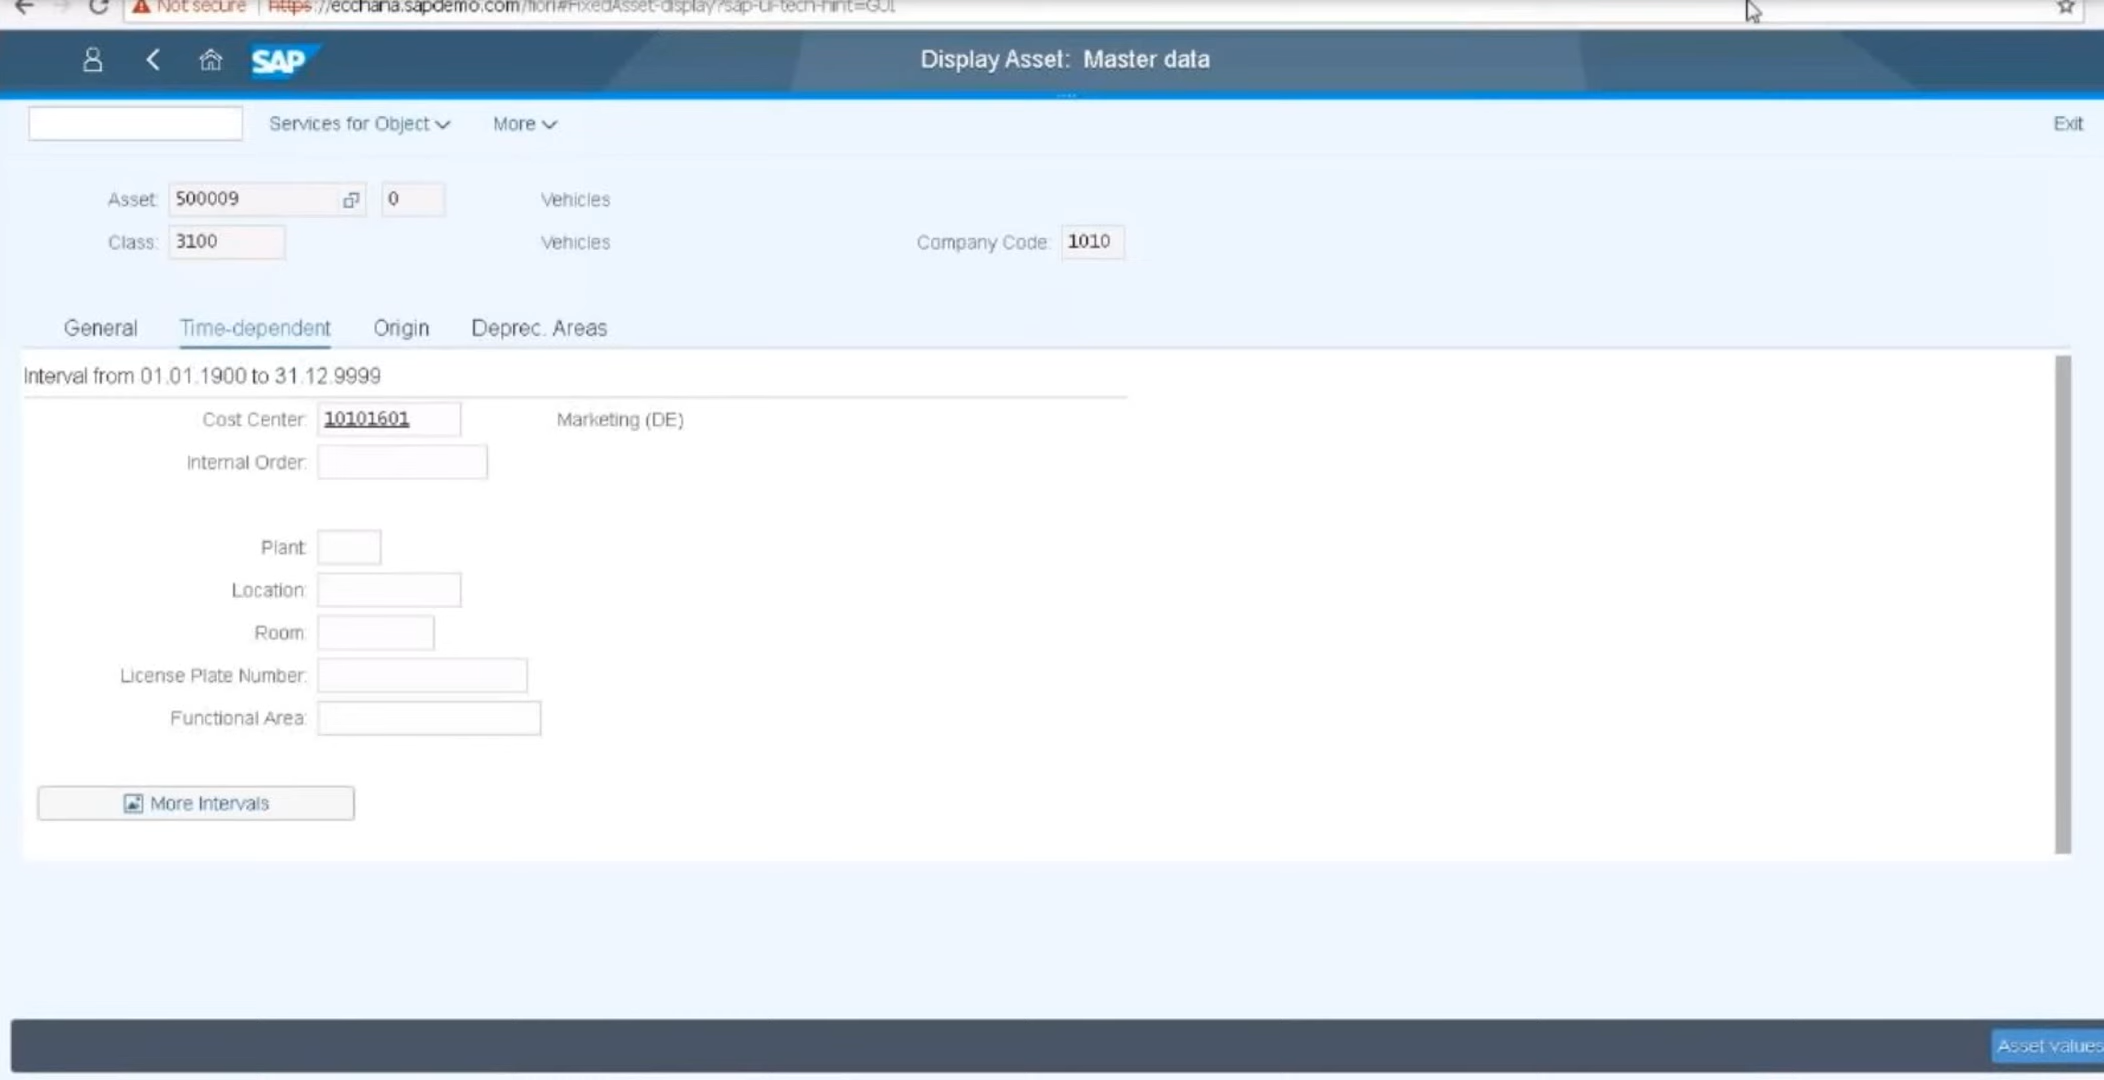 Not secure https://ecchana.sapdemo.com/fiori#FixedAsset-display?sap-ui-tech-hint=GUI
SAP Display Asset: Master data
Services for Object More Exit
Asset: 500009 0 Vehicles
Class: 3100 Vehicles Company Code: 1010
General Time-dependent Origin Deprec. Areas
Interval from 01.01.1900 to 31.12.9999
Cost Center: 10101601 Marketing (DE)
Internal Order:
Plant:
Location:
Room:
License Plate Number:
Functional Area:
More Intervals
Asset values